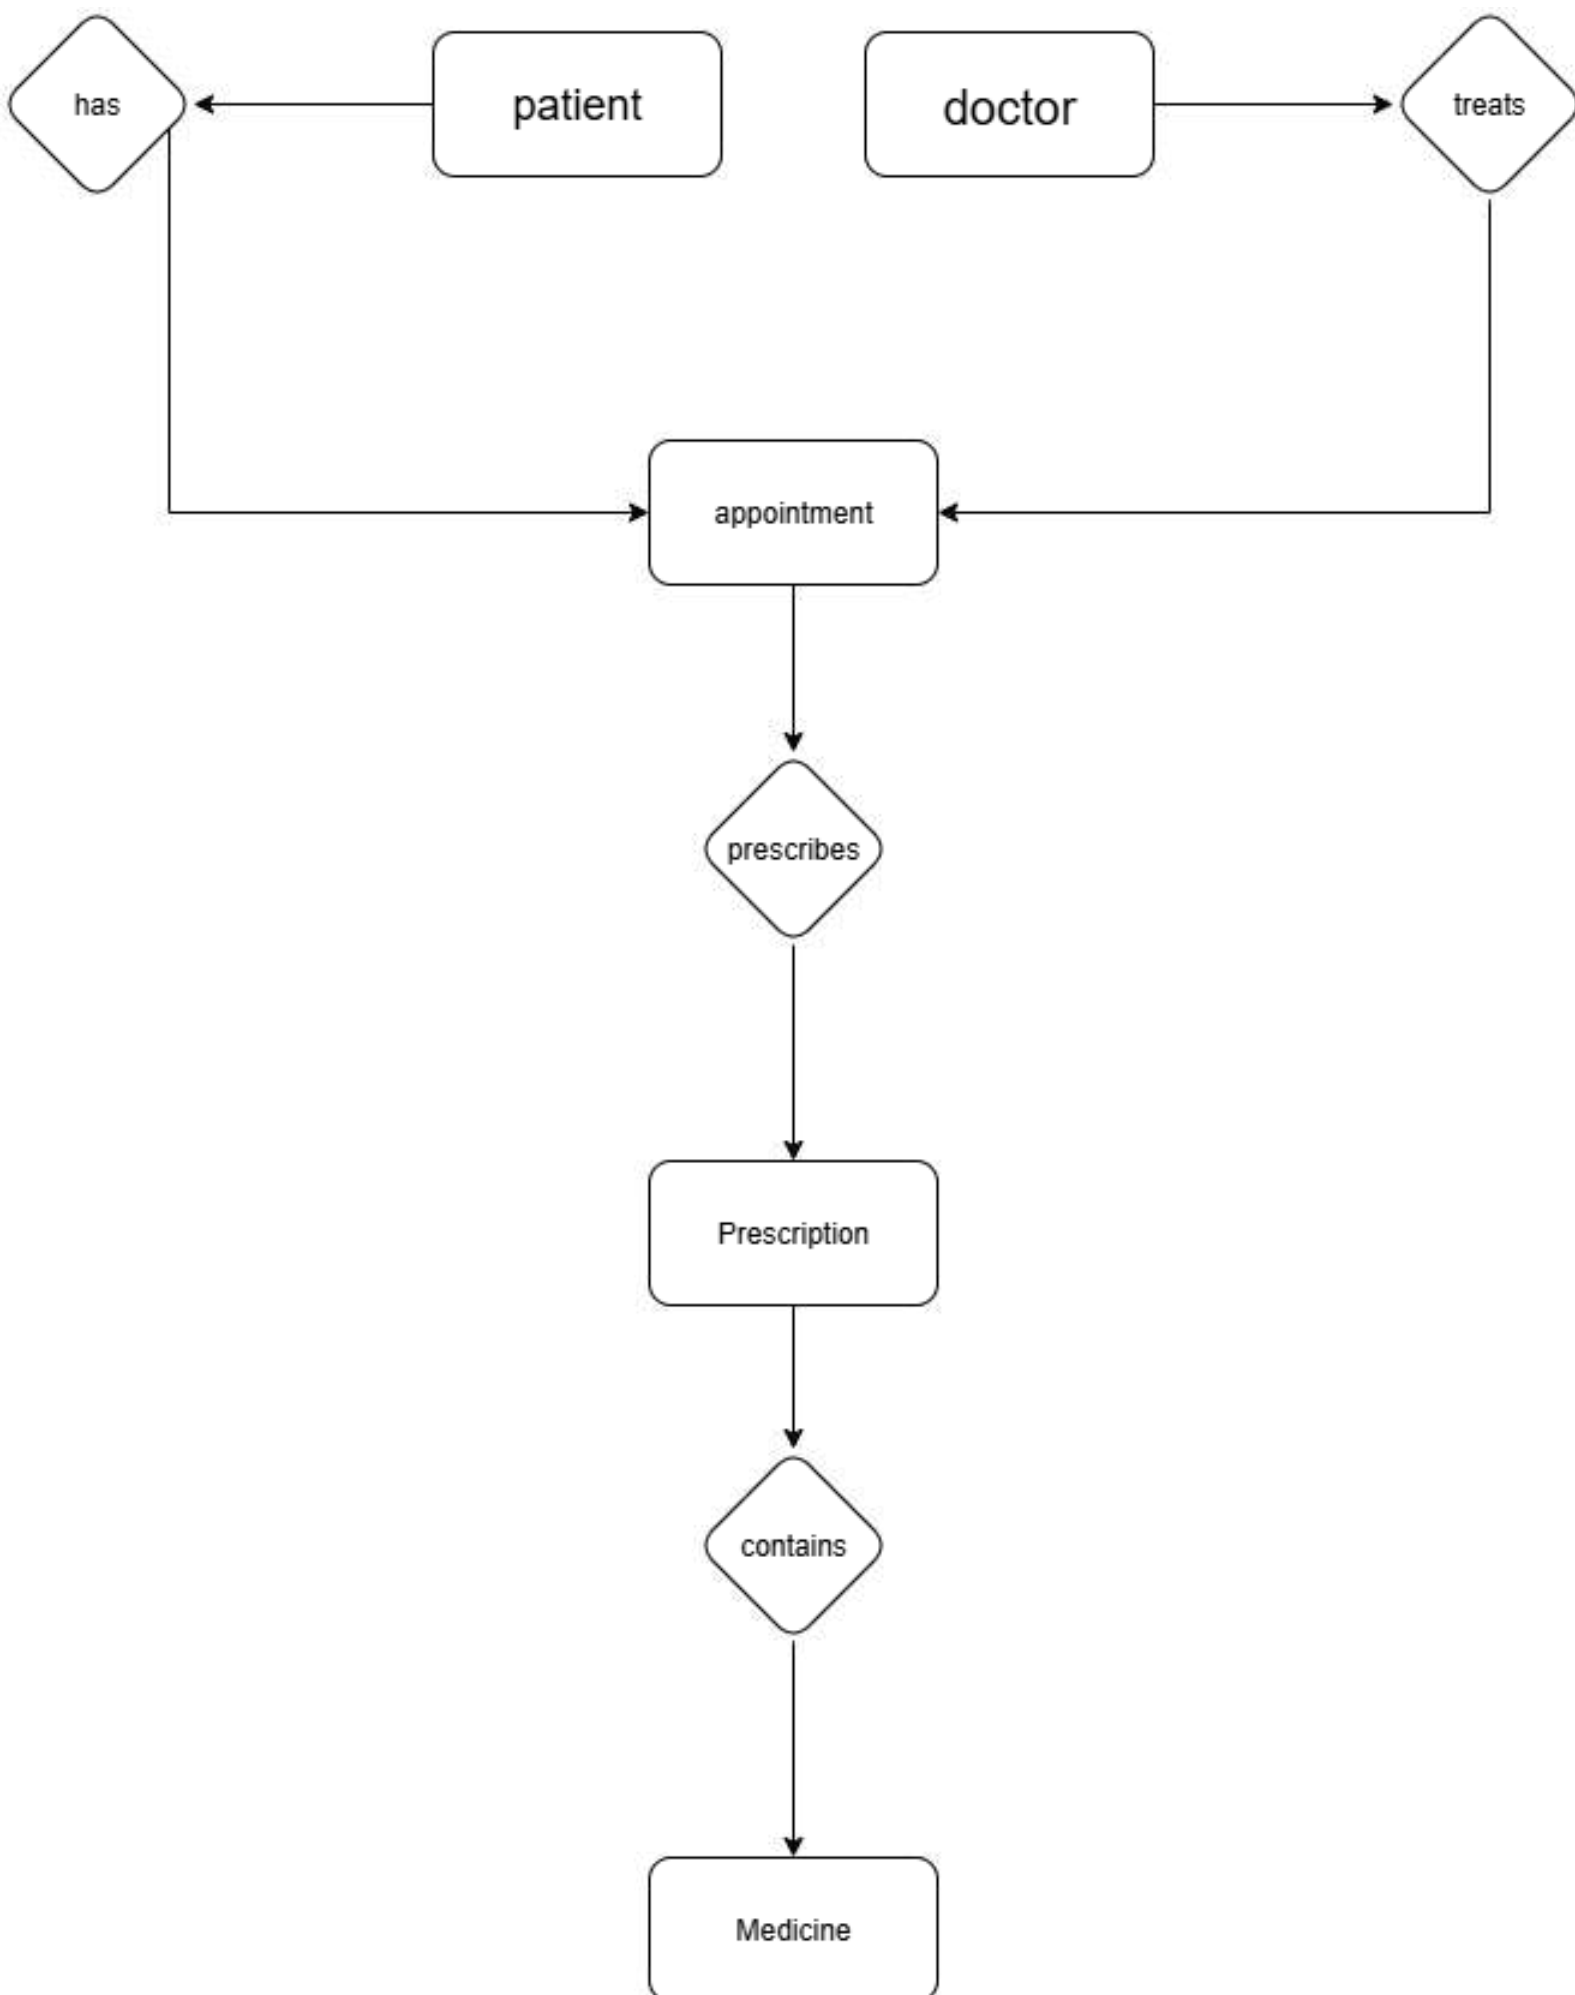 has
patient
doctor
treats
appointment
prescribes
Prescription
contains
Medicine